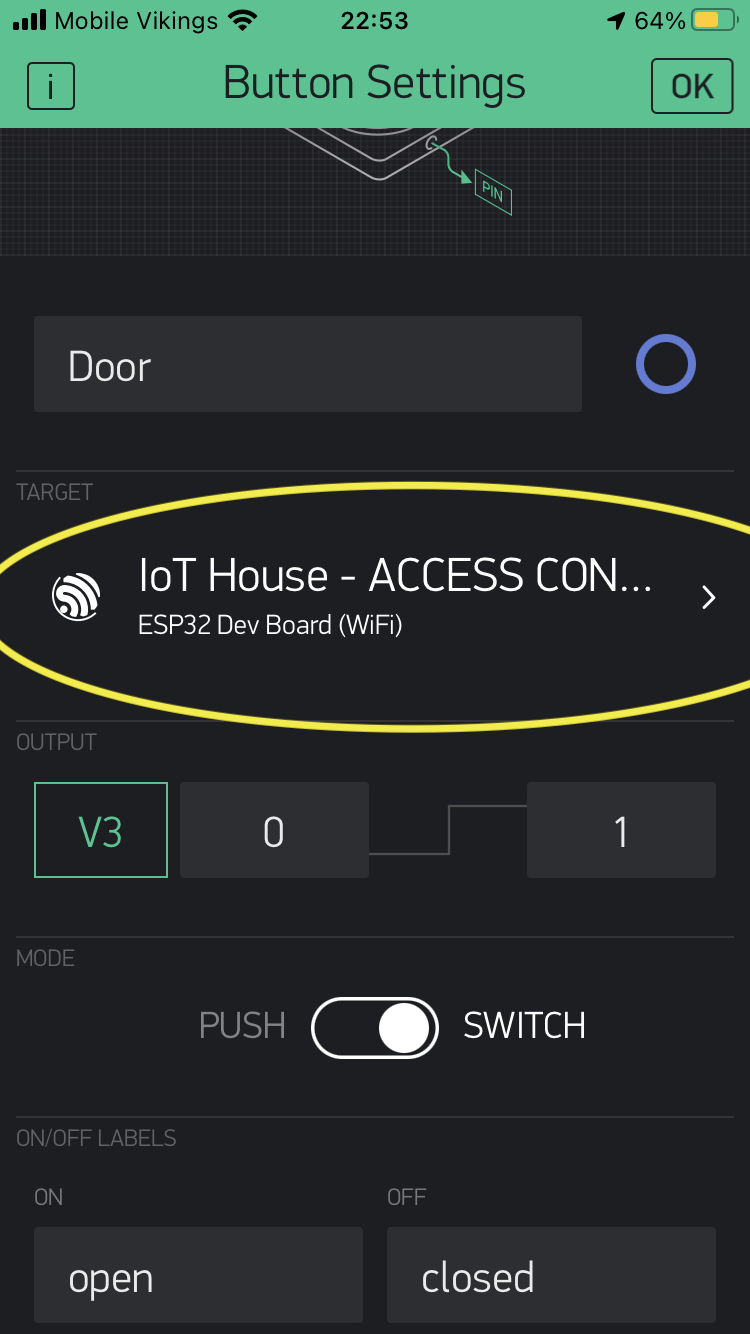 Mobile Vikings 22:53 64%
i Button Settings OK
PIN
Door
TARGET
IoT House - ACCESS CON...
ESP32 Dev Board (WiFi)
OUTPUT
V3 0 1
MODE
PUSH SWITCH
ON/OFF LABELS
ON OFF
open closed